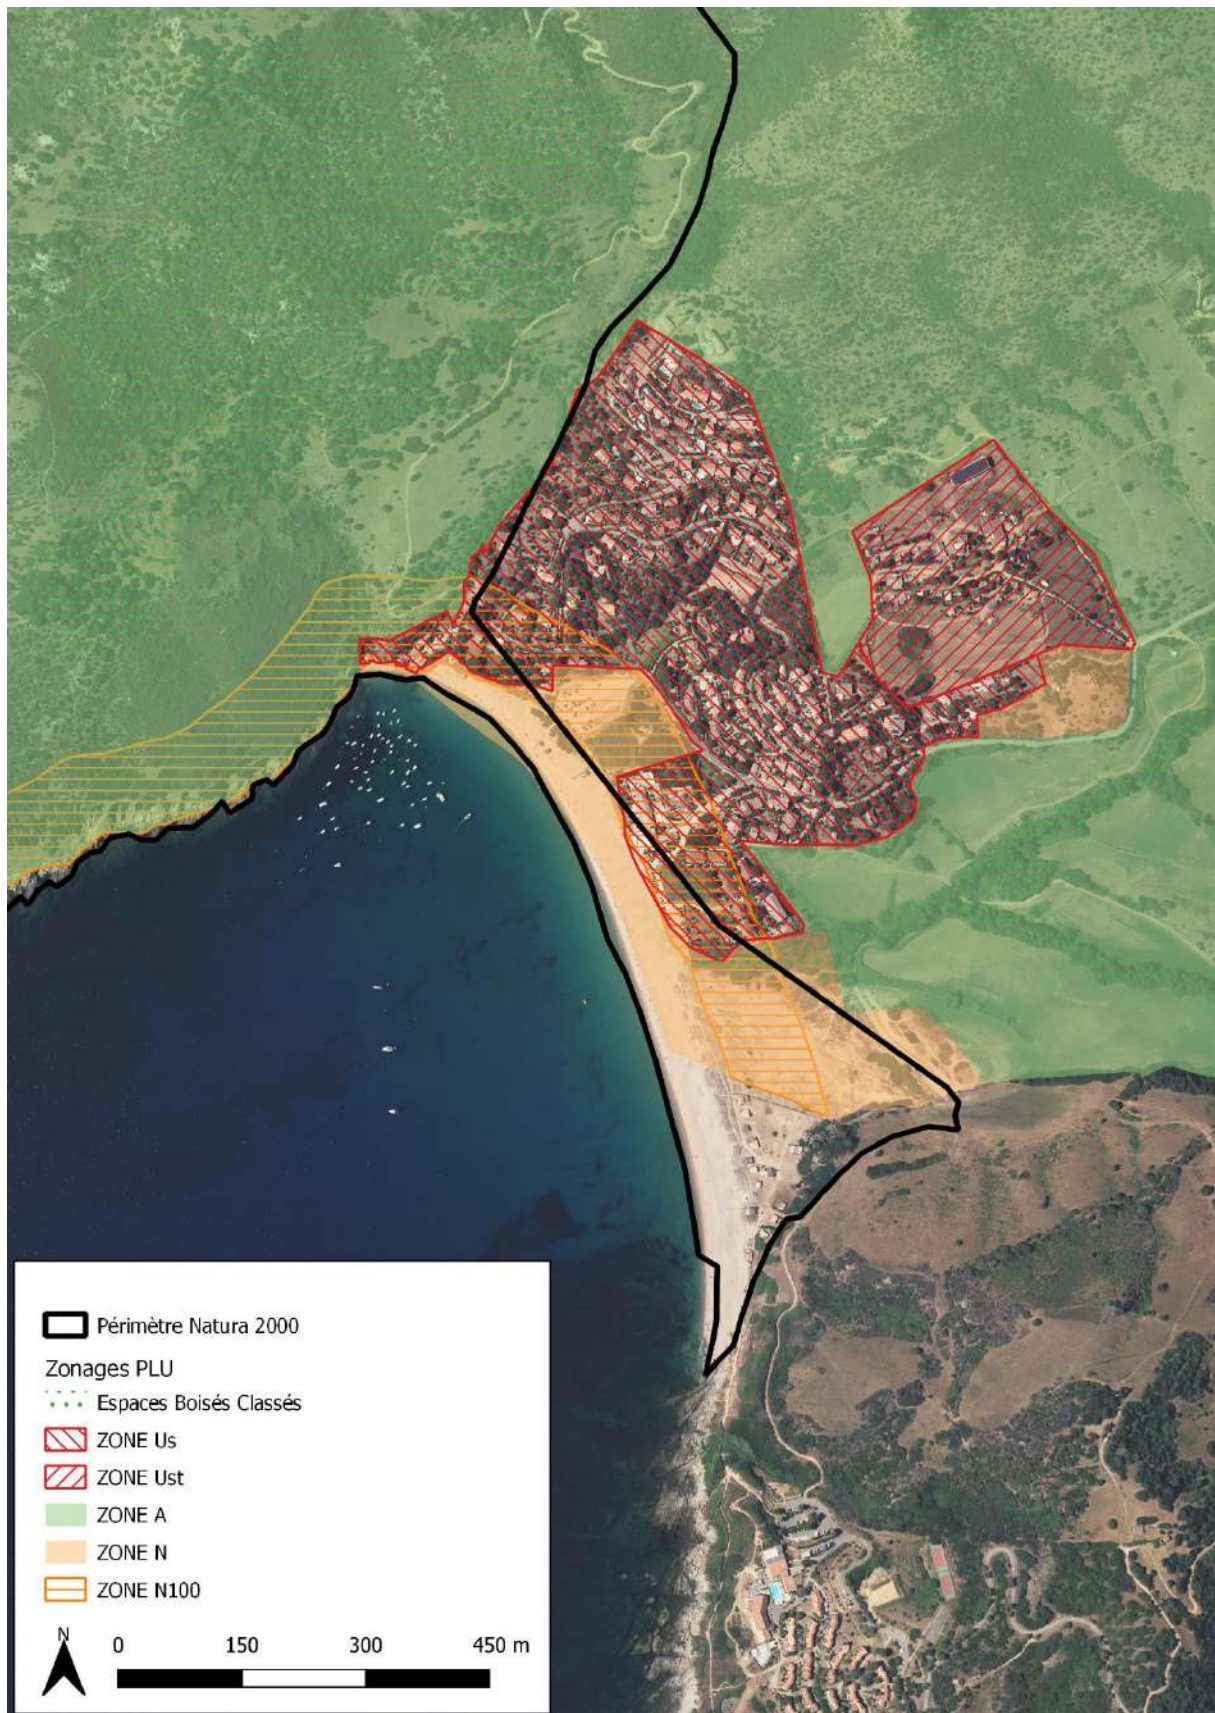 Périmètre Natura 2000
Zonages PLU
Espaces Boisés Classés
ZONE Us
ZONE Ust
ZONE A
ZONE N
ZONE N100
N
0 150 300 450 m